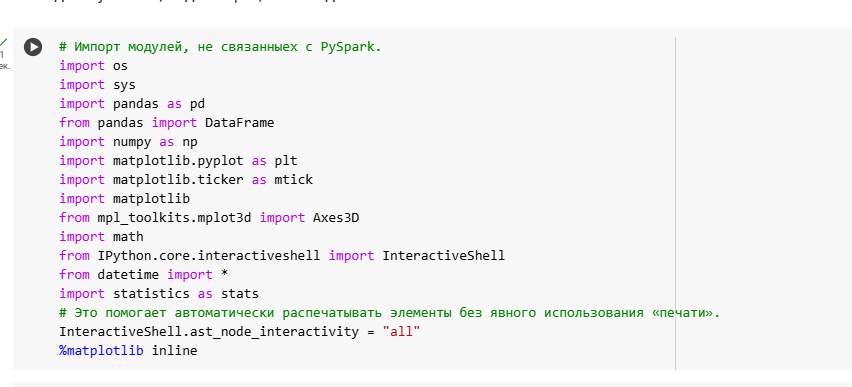 # Импорт модулей, не связанныех с PySpark.
import os
import sys
import pandas as pd
from pandas import DataFrame
import numpy as np
import matplotlib.pyplot as plt
import matplotlib.ticker as mtick
import matplotlib
from mpl_toolkits.mplot3d import Axes3D
import math
from IPython.core.interactiveshell import InteractiveShell
from datetime import *
import statistics as stats
# Это помогает автоматически распечатывать элементы без явного использования «печати».
InteractiveShell.ast_node_interactivity = "all"
%matplotlib inline